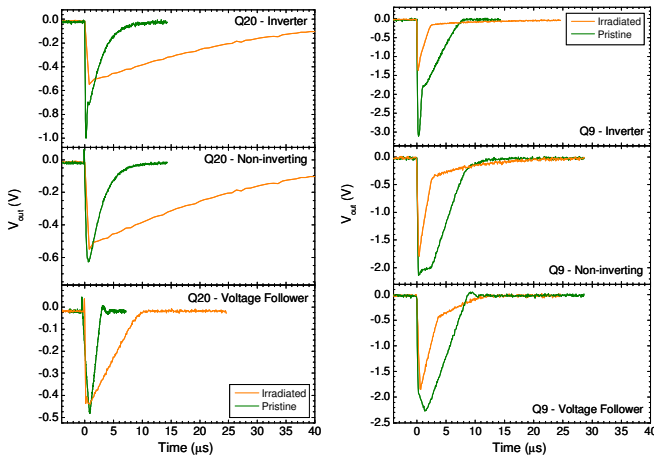 Q20 - Inverter
0.0
-0.2
-0.4
-0.6
-0.8
-1.0
Q20 - Non-inverting
0.0
-0.2
-0.4
-0.6
V_out (V)
Q20 - Voltage Follower
0.0
-0.1
-0.2
-0.3
-0.4
-0.5
Irradiated
Pristine
0 5 10 15 20 25 30 35 40
Time (μs)
Irradiated
Pristine
0.0
-0.5
-1.0
-1.5
-2.0
-2.5
-3.0
Q9 - Inverter
0.0
-0.5
-1.0
-1.5
-2.0
V_out (V)
Q9 - Non-inverting
0.0
-0.5
-1.0
-1.5
-2.0
-2.5
Q9 - Voltage Follower
0 5 10 15 20 25 30 35 40
Time (μs)